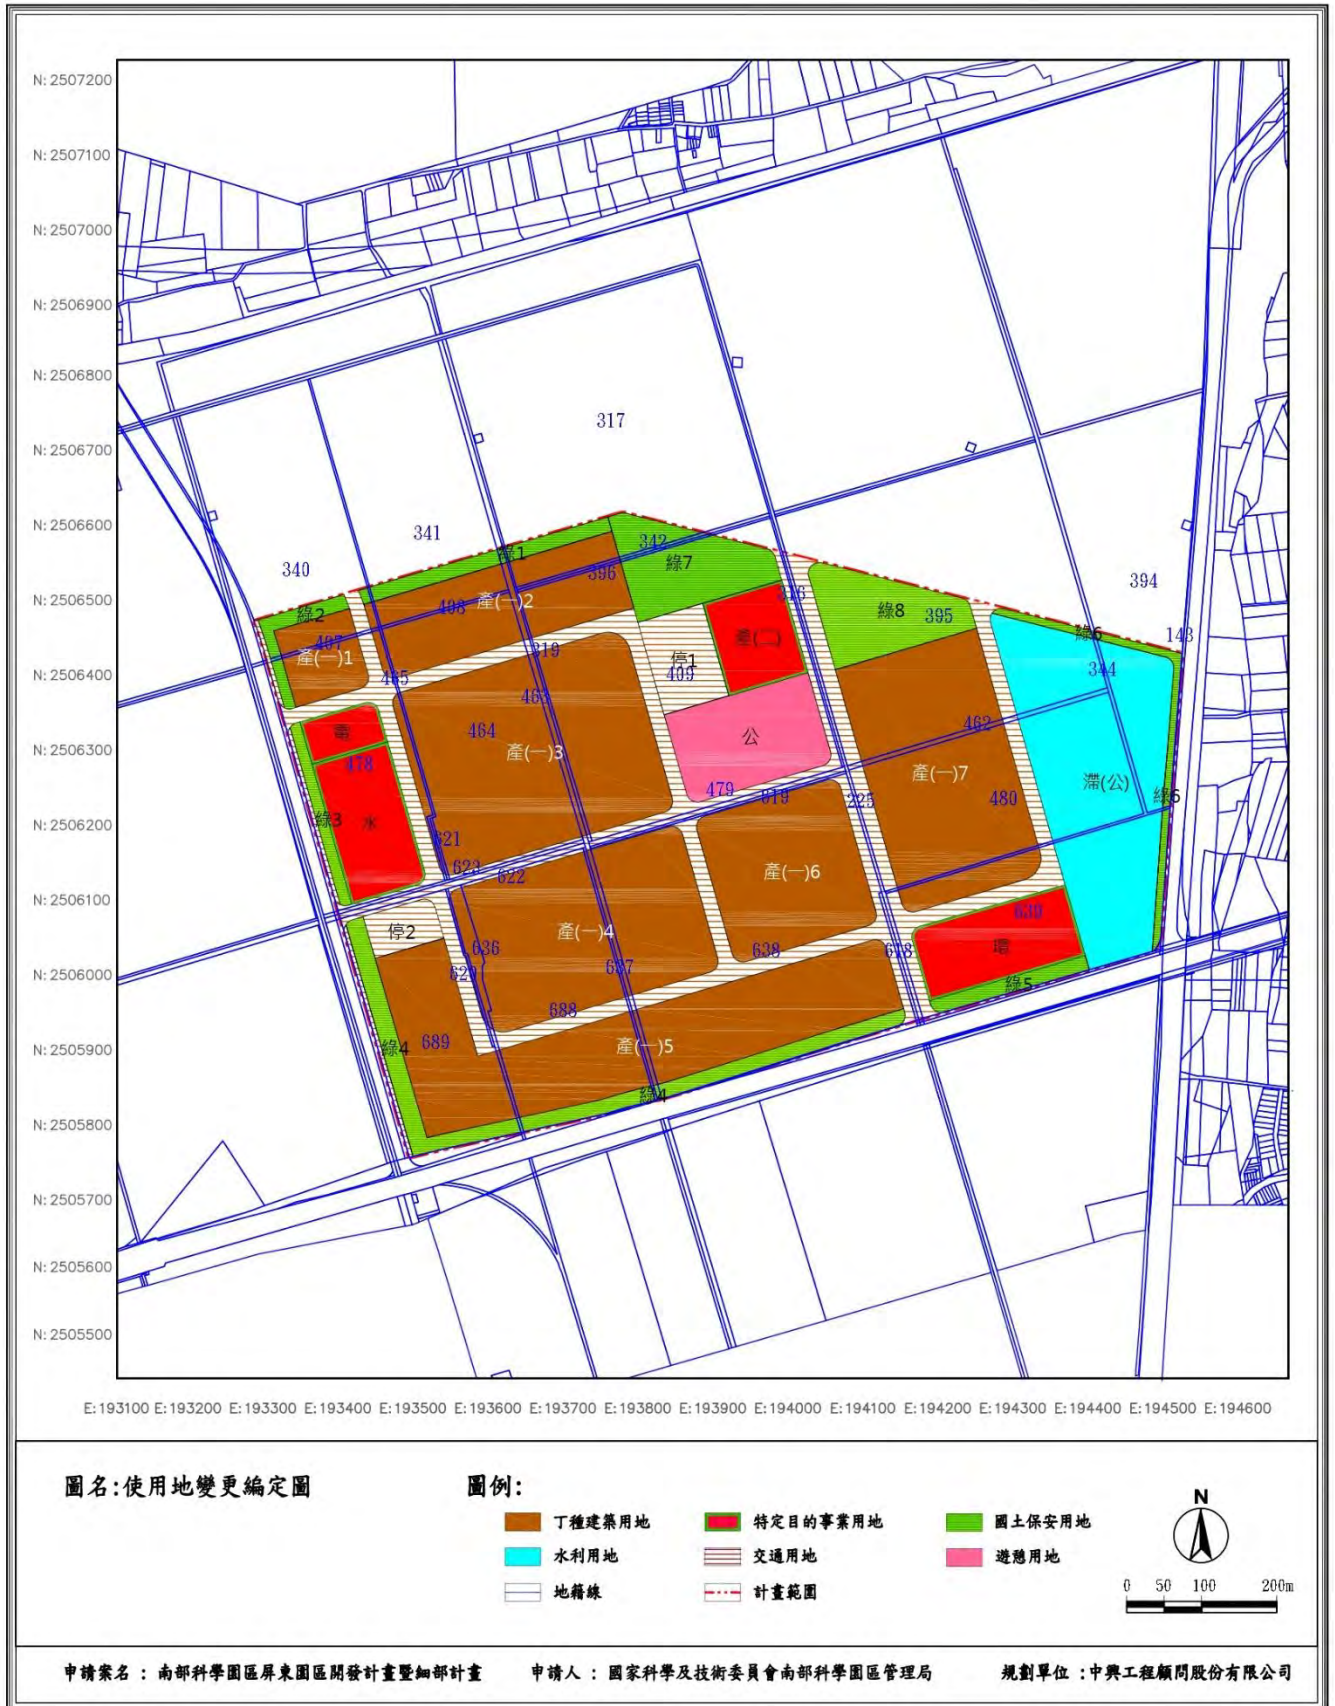 N: 2507200
N: 2507100
N: 2507000
N: 2506900
N: 2506800
N: 2506700
N: 2506600
N: 2506500
N: 2506400
N: 2506300
N: 2506200
N: 2506100
N: 2506000
N: 2505900
N: 2505800
N: 2505700
N: 2505600
N: 2505500
317
341
340
394
342
綠1
綠7
396
產(一)2
408
316
綠2
綠8
395
407
產(一)1
綠6
143
319
停1
產(二)
465
409
344
463
464
產(一)3
電
公
462
478
產(一)7
滯(公)
479
819
225
480
綠6
綠3
水
621
623
622
產(一)6
停2
產(一)4
636
638
618
環
620
綠5
688
689
綠4
產(一)5
綠4
E:193100 E:193200 E:193300 E:193400 E:193500 E:193600 E:193700 E:193800 E:193900 E:194000 E:194100 E:194200 E:194300 E:194400 E:194500 E:194600
圖名:使用地變更編定圖
圖例:
丁種建築用地
特定目的事業用地
國土保安用地
水利用地
交通用地
遊憩用地
地籍線
計畫範圍
N
0 50 100 200m
申請案名 : 南部科學園區屏東園區開發計畫暨細部計畫 申請人 : 國家科學及技術委員會南部科學園區管理局 規劃單位 :中興工程顧問股份有限公司